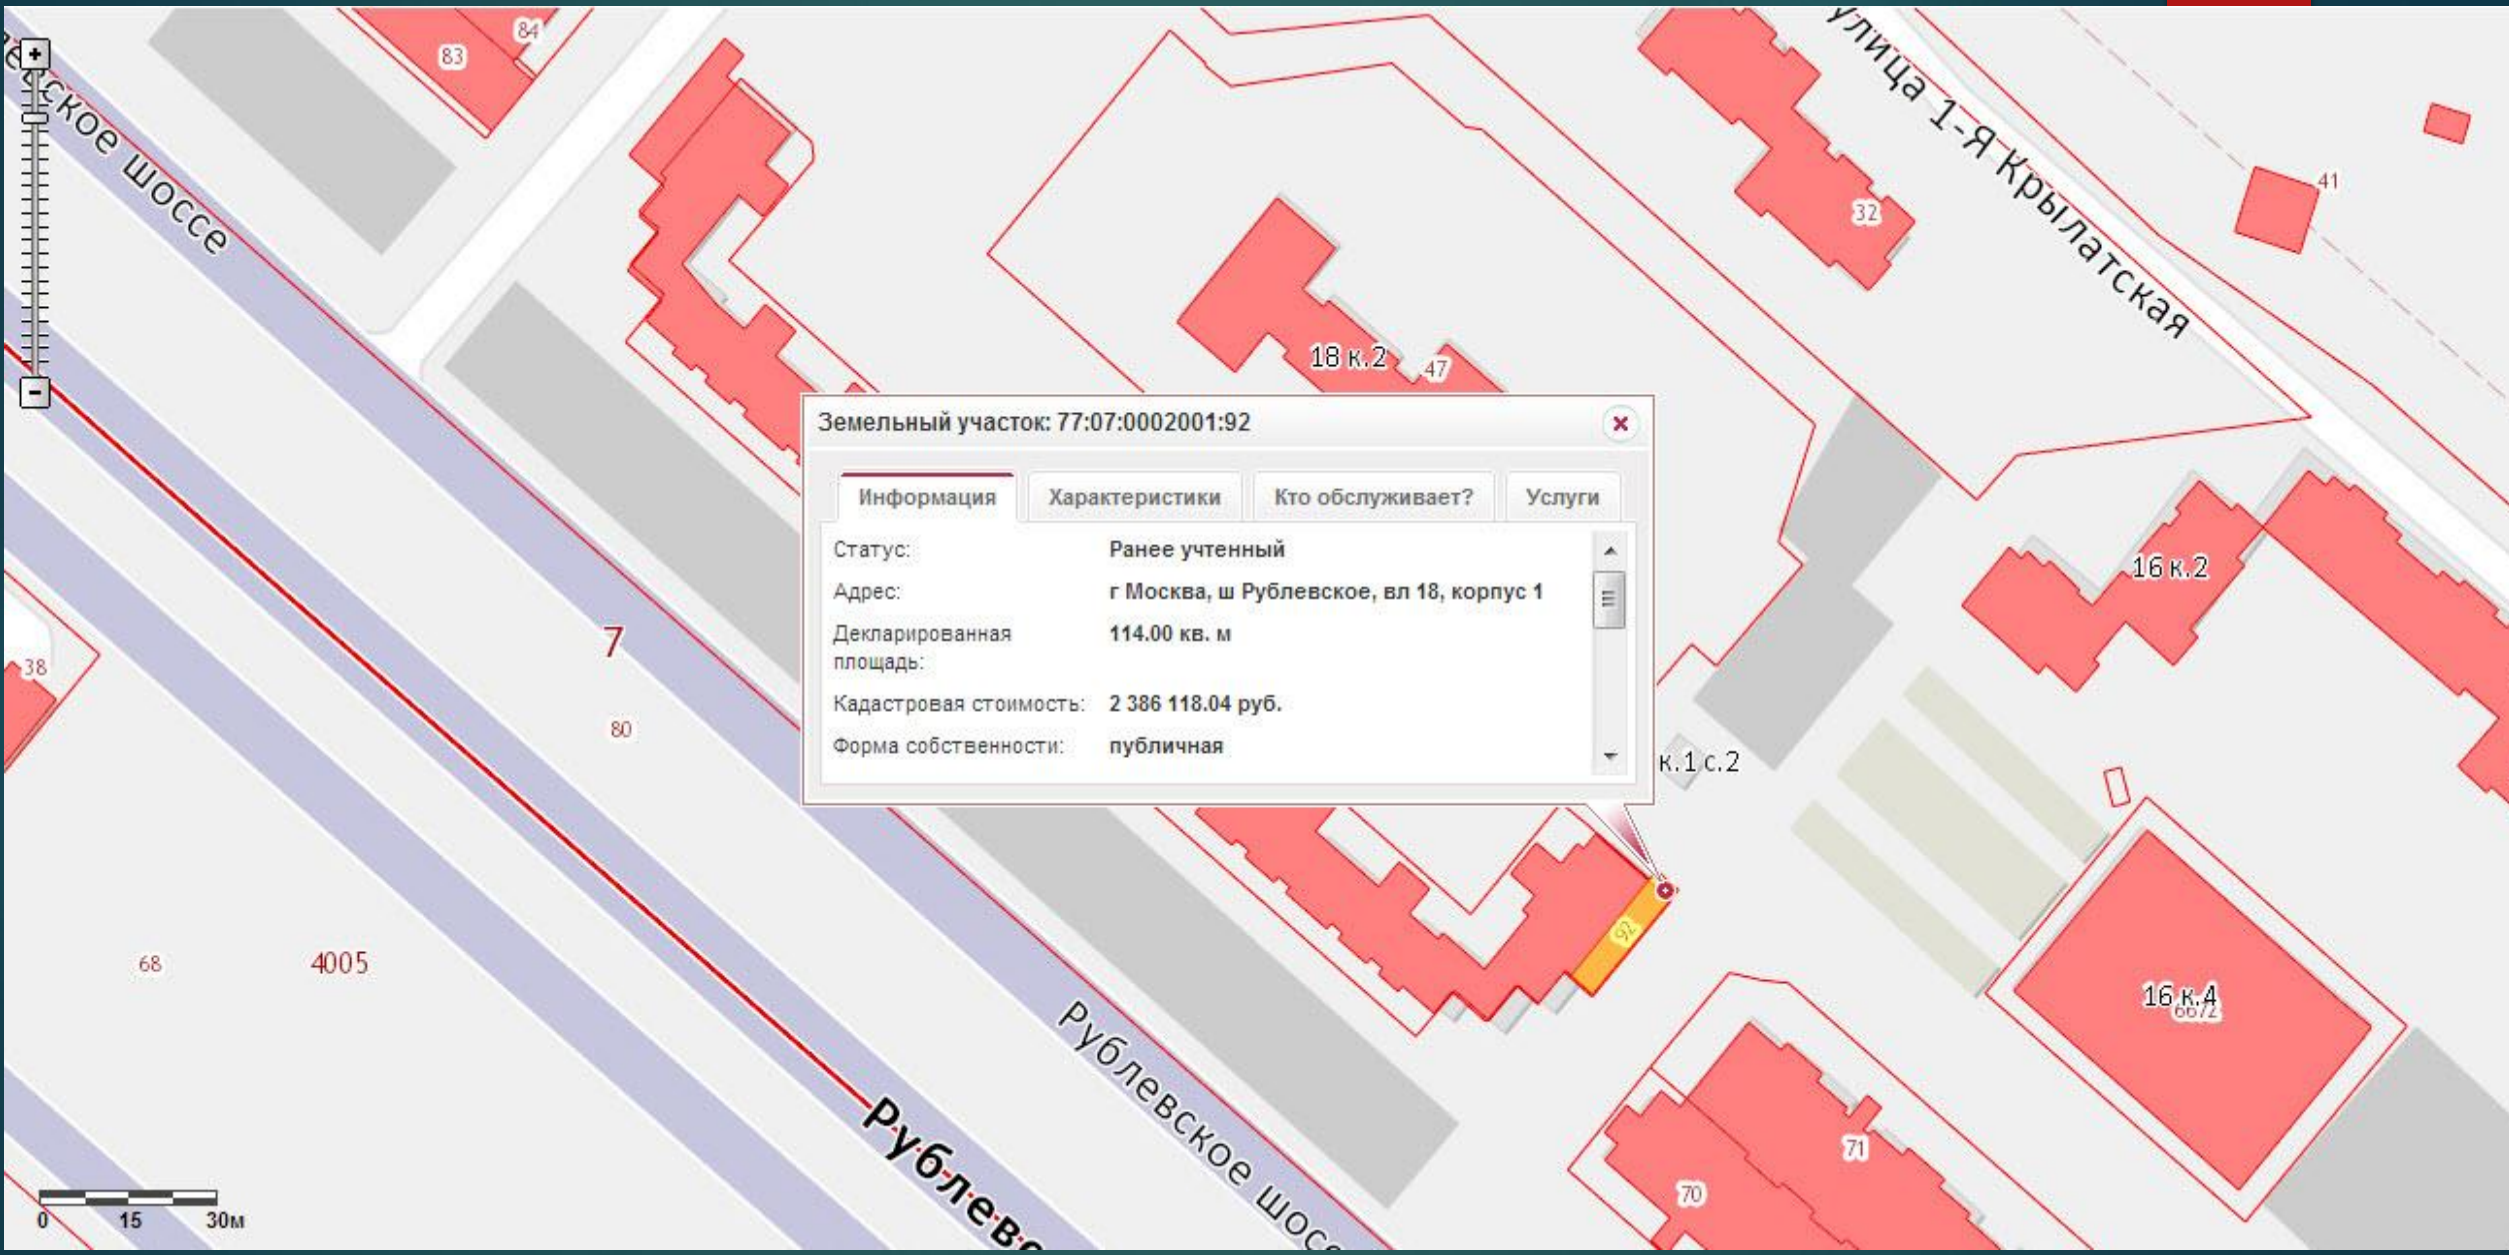 84
83
улица 1-Я Крылатская
41
32
шоссе
18 к.2
47
Земельный участок: 77:07:0002001:92
Информация
Характеристики
Кто обслуживает?
Услуги
Статус:
Ранее учтенный
Адрес:
г Москва, ш Рублевское, вл 18, корпус 1
Декларированная
площадь:
114.00 кв. м
Кадастровая стоимость:
2 386 118.04 руб.
Форма собственности:
публичная
16 к.2
7
38
80
к.1 с.2
92
68
4005
16 к.4
Рублевское
Рублевс
71
70
0
15
30м